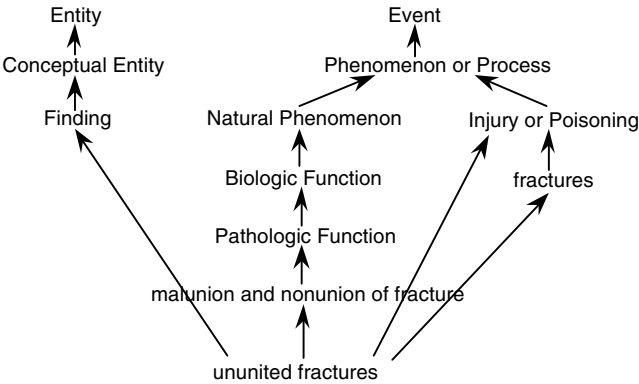 Entity
Event
Conceptual Entity
Phenomenon or Process
Finding
Natural Phenomenon
Injury or Poisoning
Biologic Function
fractures
Pathologic Function
malunion and nonunion of fracture
ununited fractures